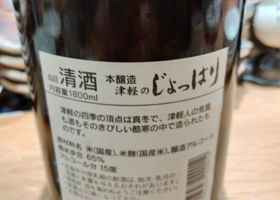 品目 清酒 本醸造
内容量1800ml 津軽の じょっぱり
津軽の四季の頂点は真冬で、津軽人の気質
も酒もそのきびしい酷寒の中で造られたもの
です。
原材料名 米(国産)、米麹(国産米)、醸造アルコール
精米歩合 65%
アルコール分 15度